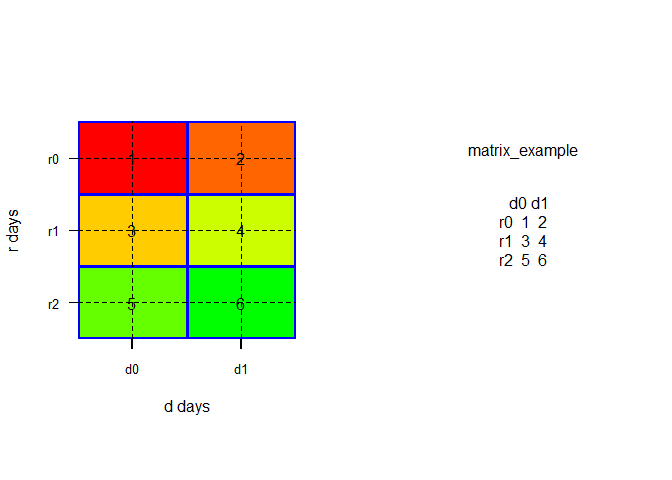 r0 1 2
r1 3 4
r2 5 6
r days
d0 d1
d days
matrix_example
d0 d1
r0 1 2
r1 3 4
r2 5 6